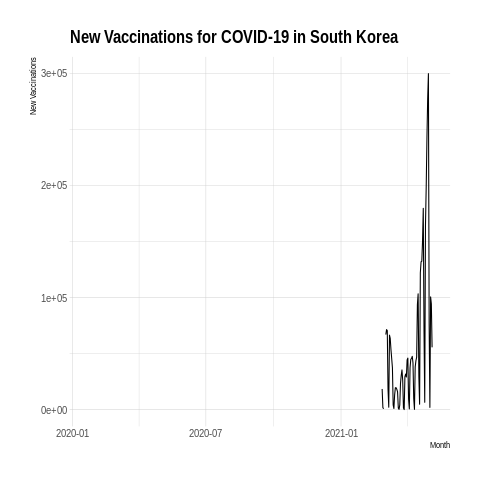 New Vaccinations for COVID-19 in South Korea
New Vaccinations
3e+05
2e+05
1e+05
0e+00
2020-01
2020-07
2021-01
Month